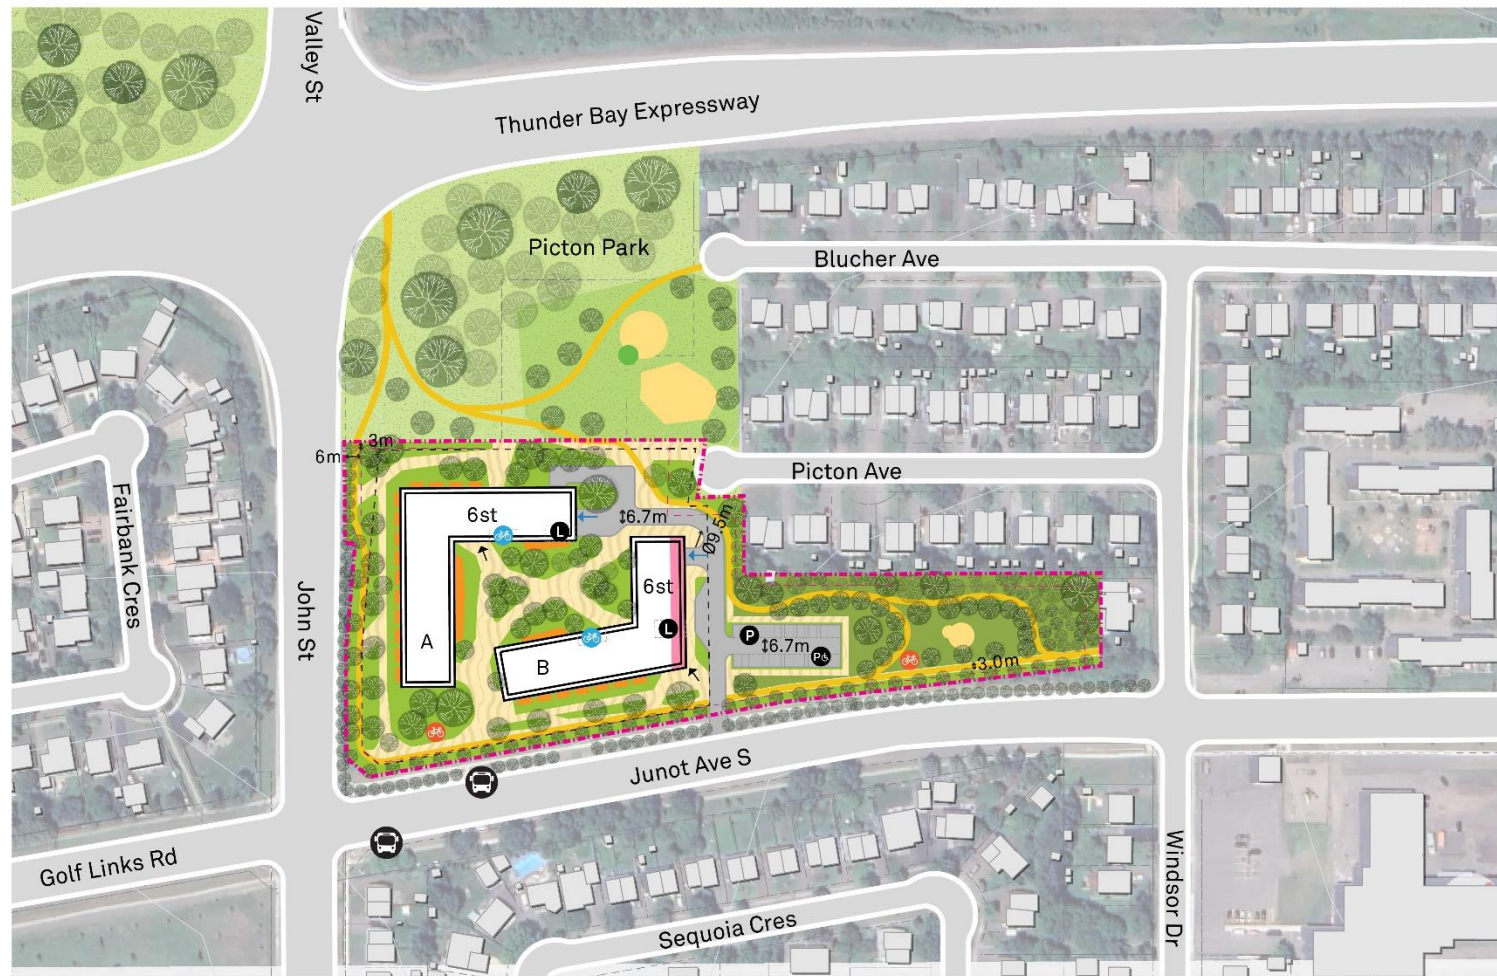 Valley St
Thunder Bay Expressway
Picton Park
Blucher Ave
3m
6m
Picton Ave
Fairbank Cres
6st
L
↕6.7m
Ø9.5m
John St
6st
A
B
L
P
↕6.7m
P♿
↕3.0m
Junot Ave S
Golf Links Rd
Sequoia Cres
Windsor Dr